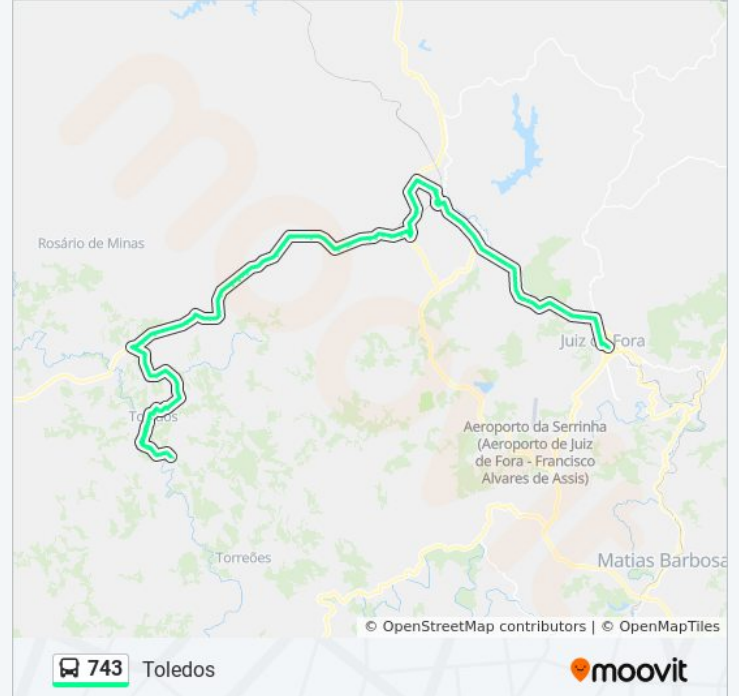 Rosário de Minas
Juiz de Fora
Toledos
Aeroporto da Serrinha
(Aeroporto de Juiz
de Fora - Francisco
Alvares de Assis)
Torreões
Matias Barbosa
© OpenStreetMap contributors | © OpenMapTiles
743 Toledos
moovit